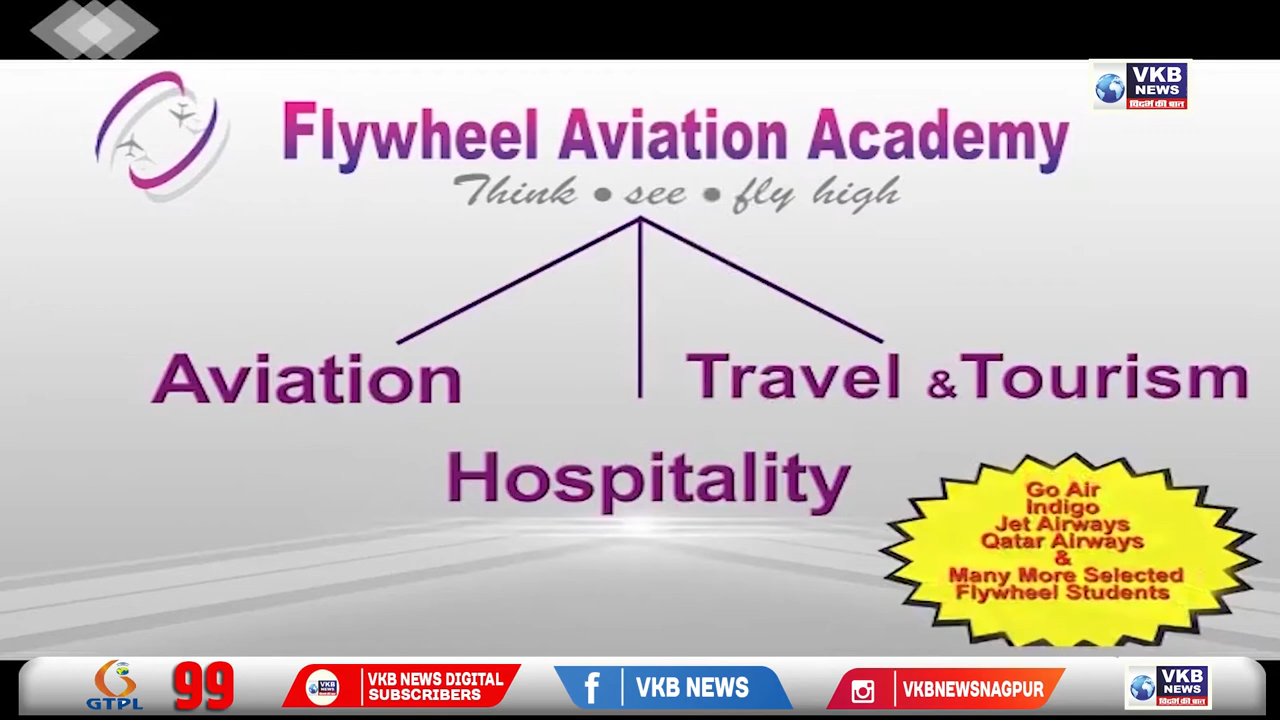 VKB
NEWS
विदर्भ की बात
Flywheel Aviation Academy
Think • see • fly high
Aviation
Travel & Tourism
Hospitality
Go Air
Indigo
Jet Airways
Qatar Airways
&
Many More Selected
Flywheel Students
GTPL
99
VKB
NEWS
VKB NEWS DIGITAL
SUBSCRIBERS
VKB NEWS
VKBNEWSNAGPUR
VKB
NEWS
विदर्भ की बात